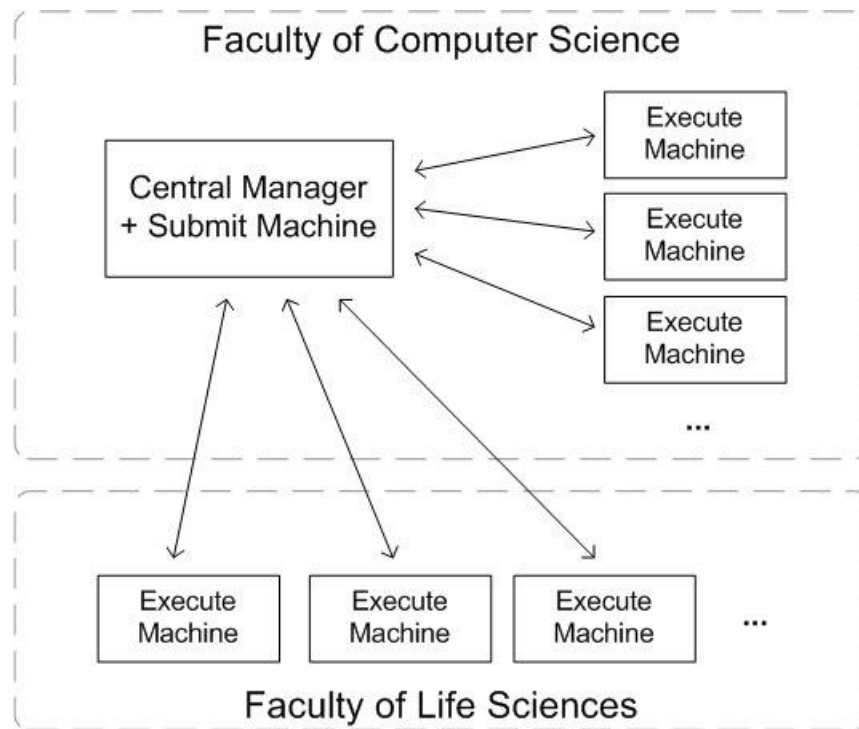 Faculty of Computer Science
Central Manager
+ Submit Machine
Execute
Machine
Execute
Machine
Execute
Machine
...
Execute
Machine
Execute
Machine
Execute
Machine
...
Faculty of Life Sciences